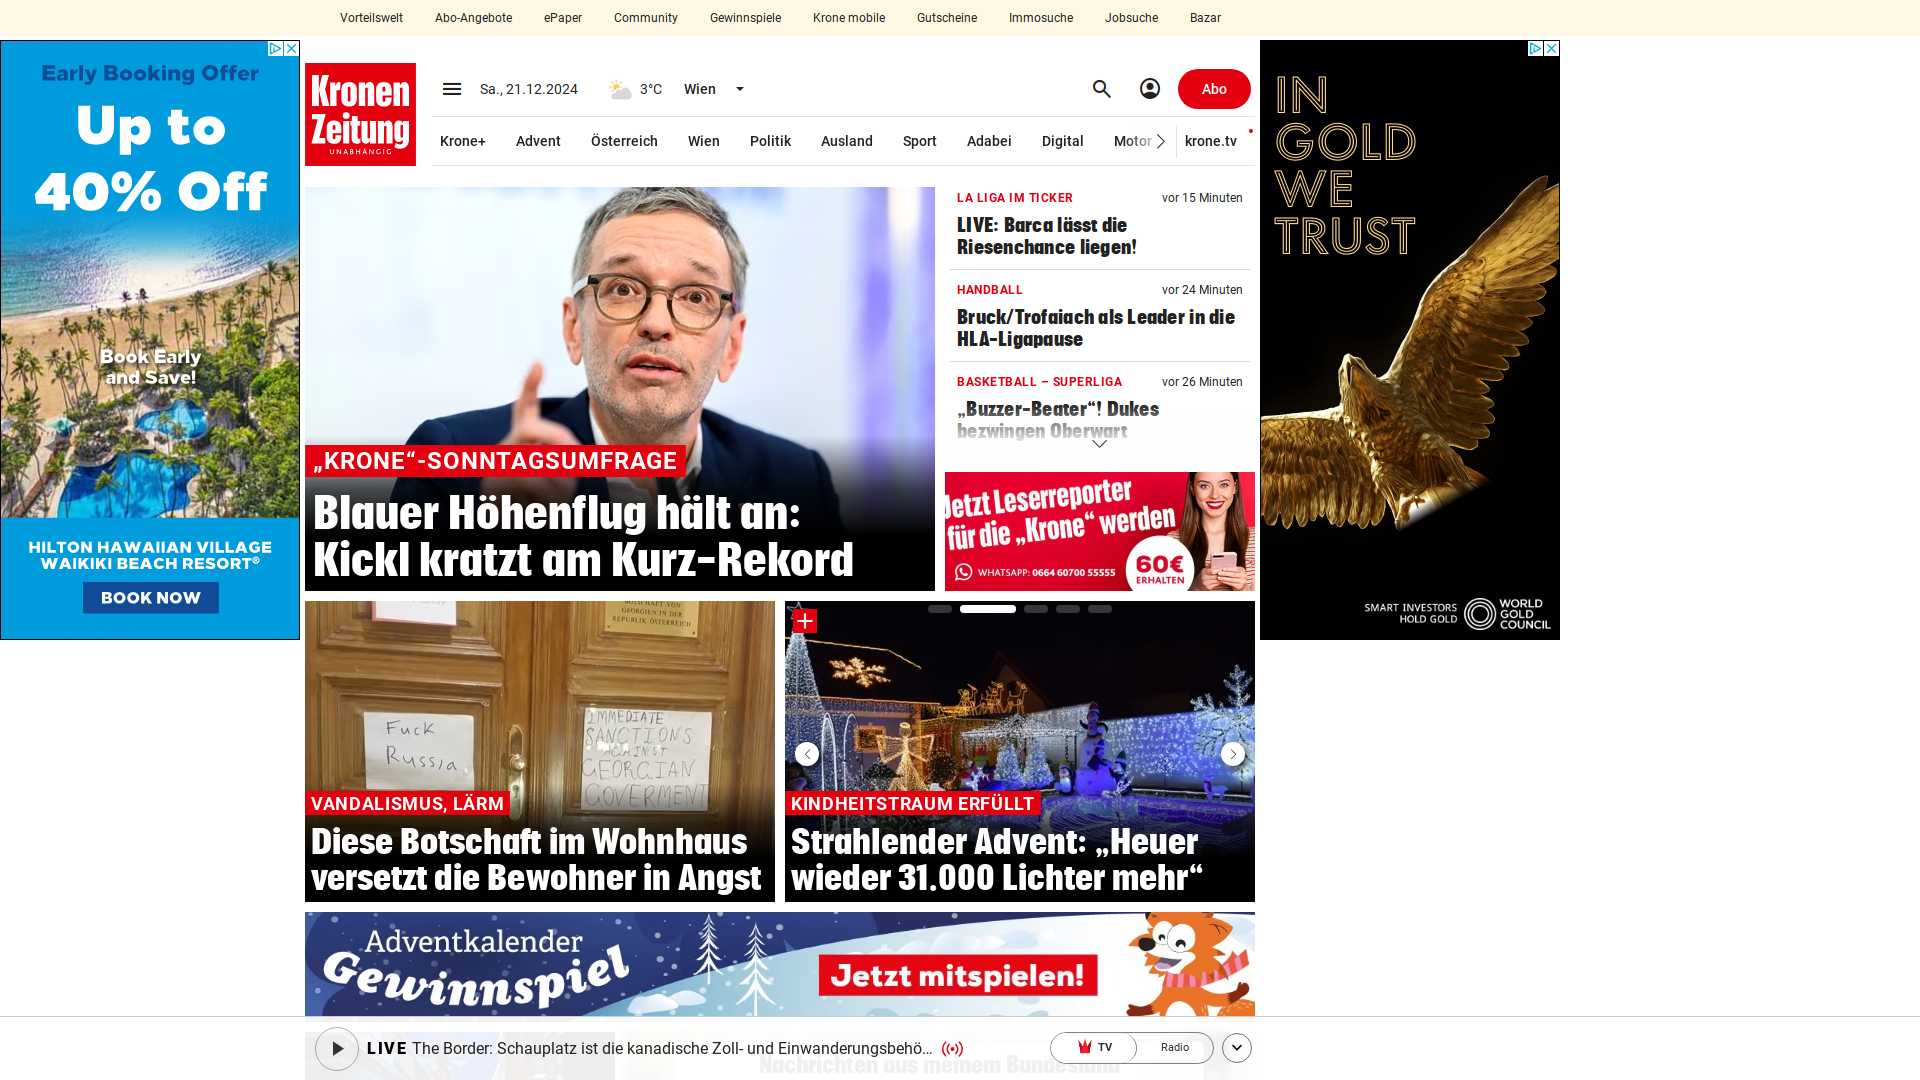 Vorteilswelt
Abo-Angebote
ePaper
Community
Gewinnspiele
Krone mobile
Gutscheine
Immosuche
Jobsuche
Bazar
Early Booking Offer
Up to
40% Off
Book Early
and Save!
HILTON HAWAIIAN VILLAGE
WAIKIKI BEACH RESORT®
BOOK NOW
Kronen
Zeitung
UNABHÄNGIG
Sa., 21.12.2024
3°C
Wien
Abo
Krone+
Advent
Österreich
Wien
Politik
Ausland
Sport
Adabei
Digital
Motor
krone.tv
„KRONE“-SONNTAGSUMFRAGE
Blauer Höhenflug hält an:
Kickl kratzt am Kurz-Rekord
LA LIGA IM TICKER
vor 15 Minuten
LIVE: Barca lässt die
Riesenchance liegen!
HANDBALL
vor 24 Minuten
Bruck/Trofaiach als Leader in die
HLA-Ligapause
BASKETBALL – SUPERLIGA
vor 26 Minuten
„Buzzer-Beater“! Dukes
bezwingen Oberwart
Jetzt Leserreporter
für die „Krone“ werden
WHATSAPP: 0664 60700 55555
60€
ERHALTEN
IN
GOLD
WE
TRUST
SMART INVESTORS
HOLD GOLD
WORLD
GOLD
COUNCIL
GEORGIEN IN DER
REPUBLIK ÖSTERREICH
Fuck
Russia
IMMEDIATE
SANCTIONS
AGAINST
GEORGIAN
GOVERMENT
VANDALISMUS, LÄRM
Diese Botschaft im Wohnhaus
versetzt die Bewohner in Angst
KINDHEITSTRAUM ERFÜLLT
Strahlender Advent: „Heuer
wieder 31.000 Lichter mehr“
Adventkalender
Gewinnspiel
Jetzt mitspielen!
LIVE The Border: Schauplatz ist die kanadische Zoll- und Einwanderungsbehö...
TV
Radio
Nachrichten aus meinem Bundesland